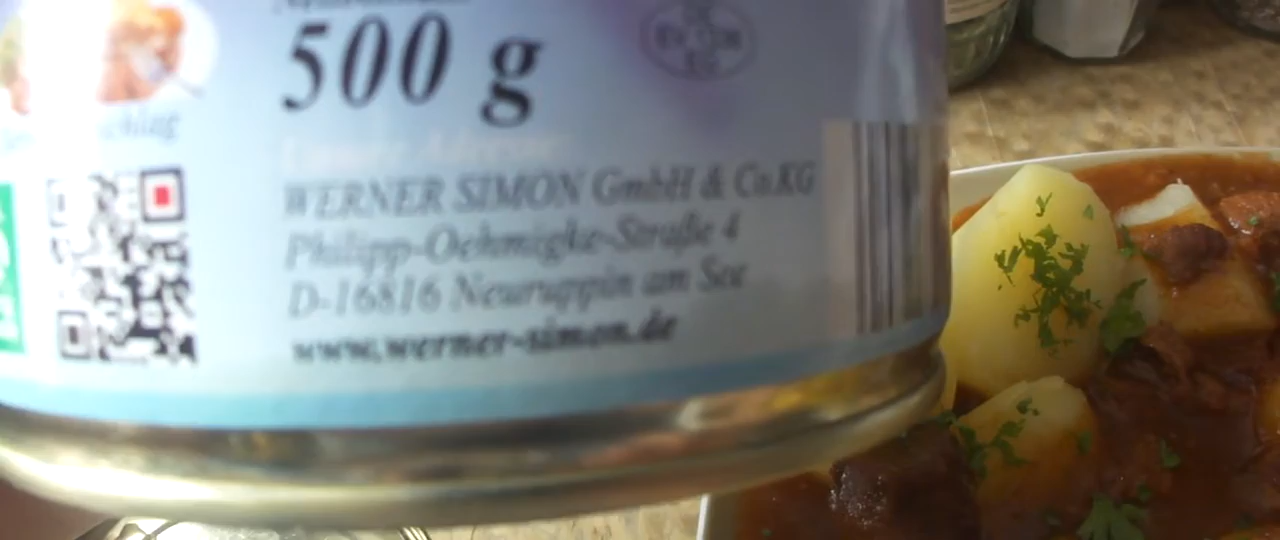 500 g
WERNER SIMON GmbH & Co.KG
Philipp-Oehmigke-Straße 4
D-16816 Neuruppin am See
www.werner-simon.de